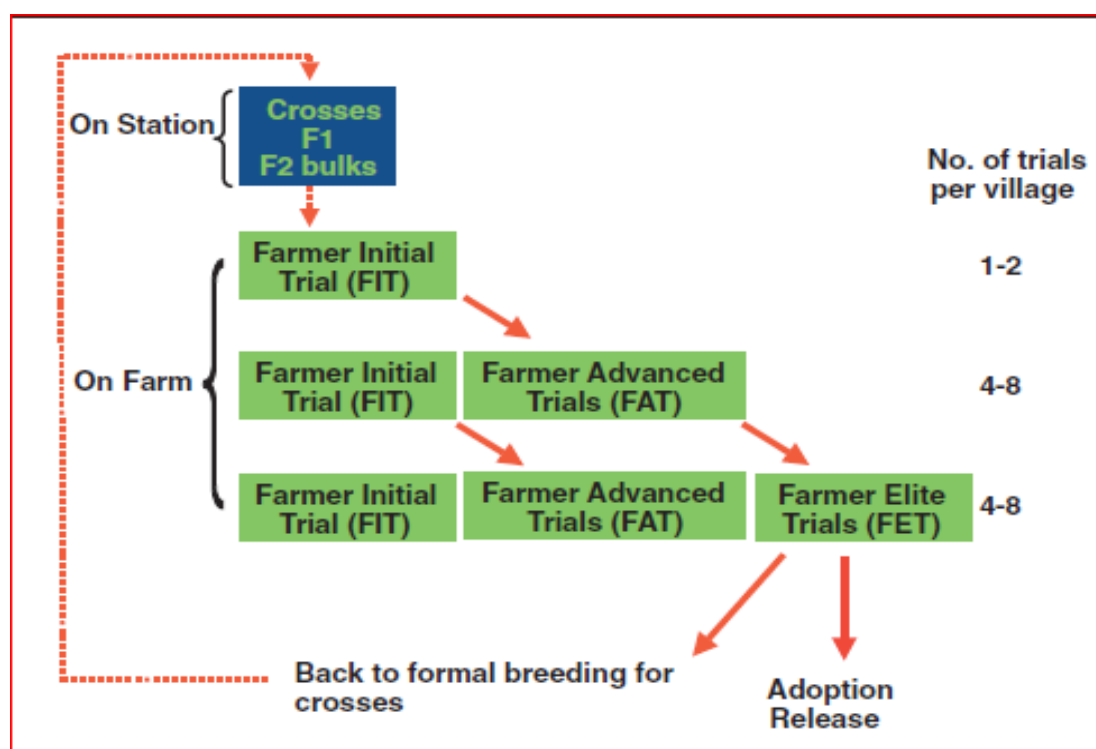 On Station
Crosses
F1
F2 bulks
No. of trials
per village
Farmer Initial
Trial (FIT)
1-2
On Farm
Farmer Initial
Trial (FIT)
Farmer Advanced
Trials (FAT)
4-8
Farmer Initial
Trial (FIT)
Farmer Advanced
Trials (FAT)
Farmer Elite
Trials (FET)
4-8
Back to formal breeding for
crosses
Adoption
Release